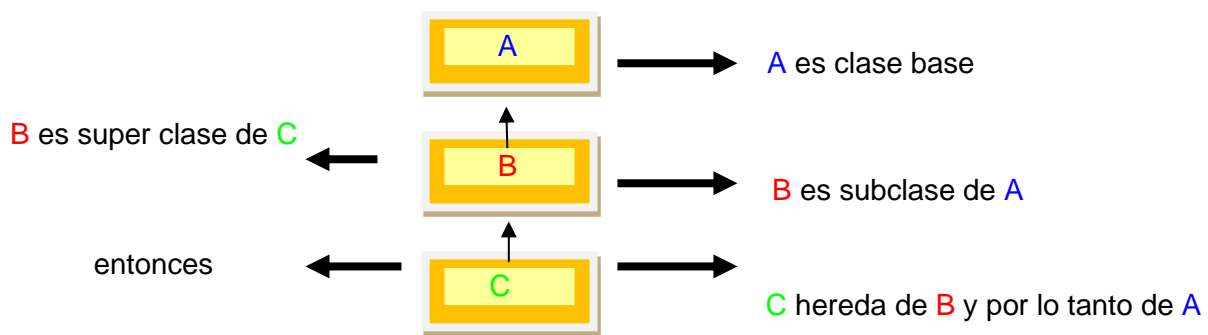 A
A es clase base
B es super clase de C
B
B es subclase de A
entonces
C
C hereda de B y por lo tanto de A